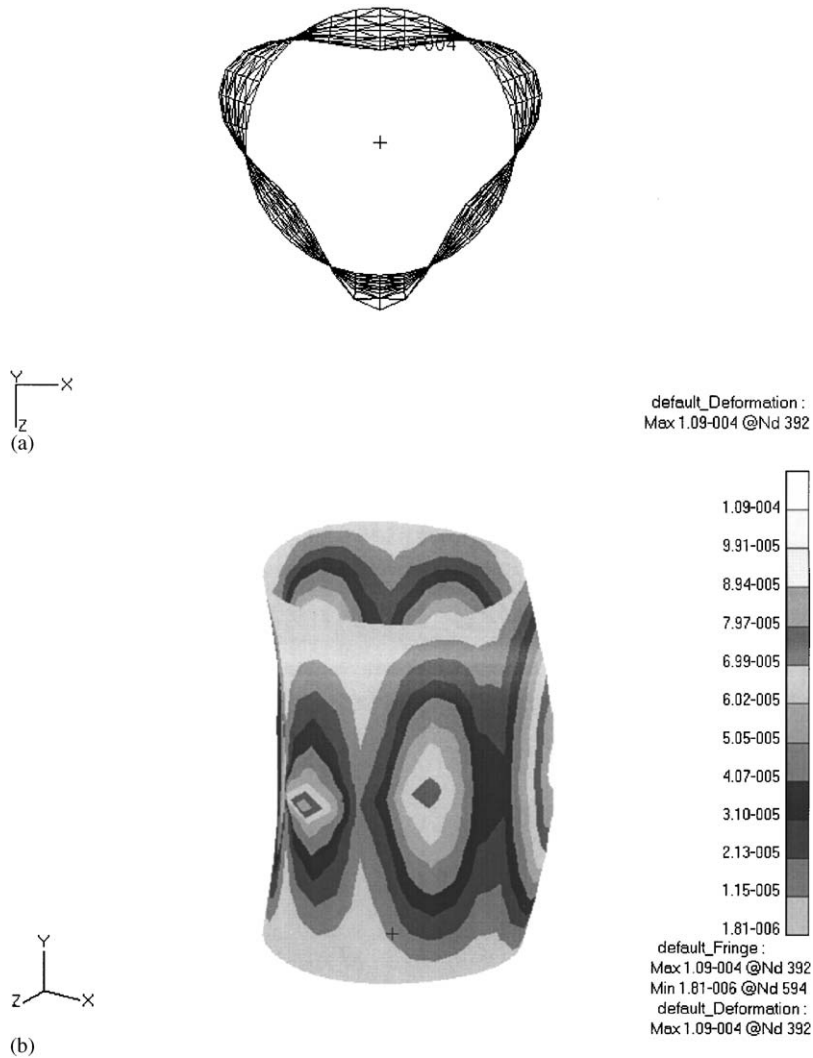 Y
X
Z
(a)
default_Deformation :
Max 1.09-004 @Nd 392
1.09-004
9.91-005
8.94-005
7.97-005
6.99-005
6.02-005
5.05-005
4.07-005
3.10-005
2.13-005
1.15-005
1.81-006
default_Fringe :
Max 1.09-004 @Nd 392
Min 1.81-006 @Nd 594
default_Deformation :
Max 1.09-004 @Nd 392
Y
Z
X
(b)